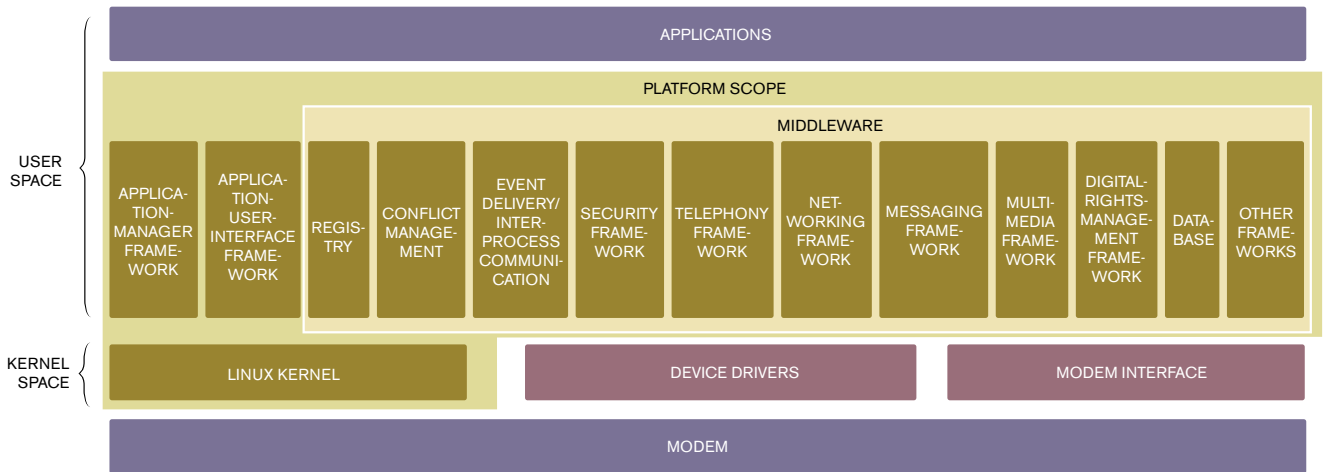 APPLICATIONS
PLATFORM SCOPE
MIDDLEWARE
USER
SPACE
APPLICA-
TION-
MANAGER
FRAME-
WORK
APPLICA-
TION-
USER-
INTERFACE
FRAME-
WORK
REGIS-
TRY
CONFLICT
MANAGE-
MENT
EVENT
DELIVERY/
INTER-
PROCESS
COMMUNI-
CATION
SECURITY
FRAME-
WORK
TELEPHONY
FRAME-
WORK
NET-
WORKING
FRAME-
WORK
MESSAGING
FRAME-
WORK
MULTI-
MEDIA
FRAME-
WORK
DIGITAL-
RIGHTS-
MANAGE-
MENT
FRAME-
WORK
DATA-
BASE
OTHER
FRAME-
WORKS
KERNEL
SPACE
LINUX KERNEL
DEVICE DRIVERS
MODEM INTERFACE
MODEM